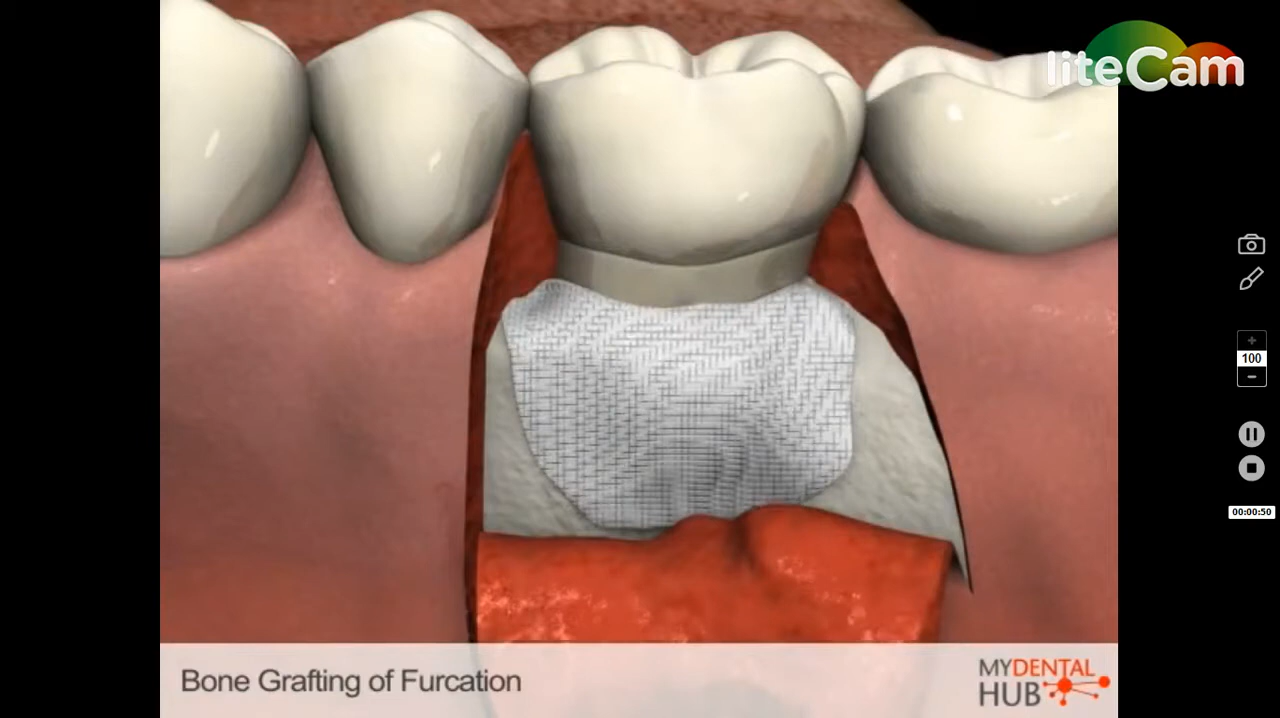 liteCam
100
00:00:50
Bone Grafting of Furcation
MYDENTAL
HUB